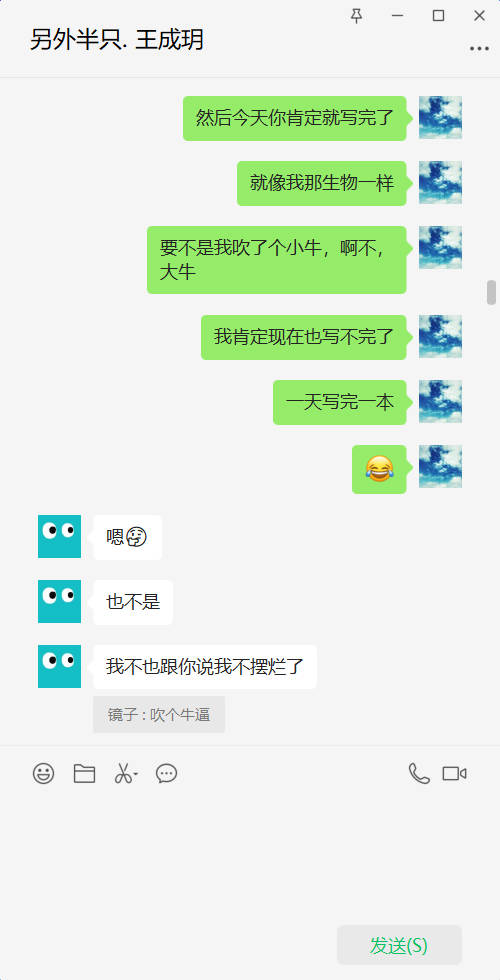 另外半只. 王成玥
然后今天你肯定就写完了
就像我那生物一样
要不是我吹了个小牛，啊不，
大牛
我肯定现在也写不完了
一天写完一本
嗯
也不是
我不也跟你说我不摆烂了
镜子 : 吹个牛逼
发送(S)